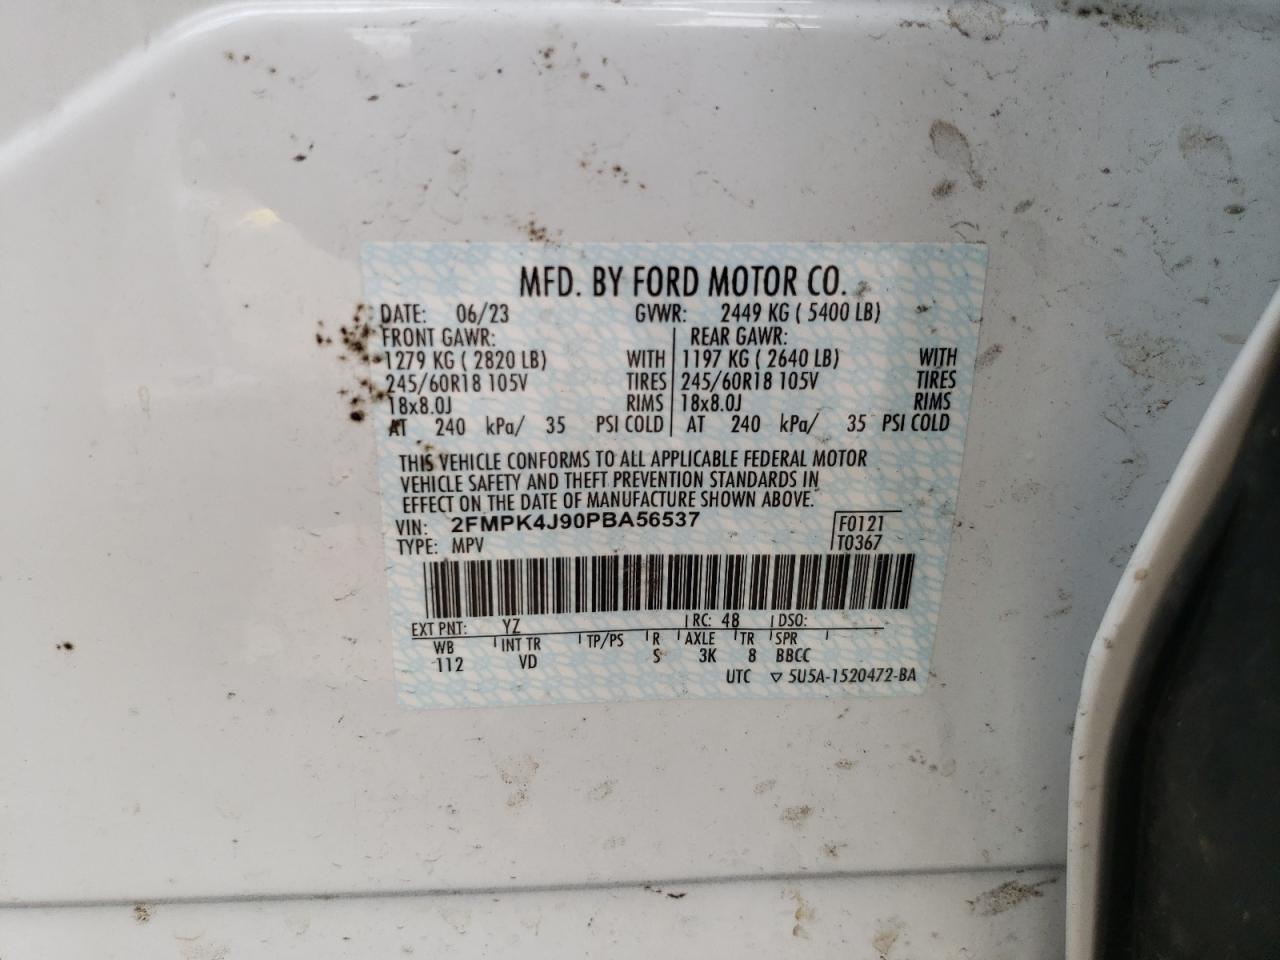 MFD. BY FORD MOTOR CO.
DATE: 06/23 GVWR: 2449 KG ( 5400 LB)
FRONT GAWR: REAR GAWR:
1279 KG ( 2820 LB) WITH 1197 KG ( 2640 LB) WITH
245/60R18 105V TIRES 245/60R18 105V TIRES
18x8.0J RIMS 18x8.0J RIMS
AT 240 kPa/ 35 PSI COLD AT 240 kPa/ 35 PSI COLD
THIS VEHICLE CONFORMS TO ALL APPLICABLE FEDERAL MOTOR
VEHICLE SAFETY AND THEFT PREVENTION STANDARDS IN
EFFECT ON THE DATE OF MANUFACTURE SHOWN ABOVE.
VIN: 2FMPK4J90PBA56537 F0121
TYPE: MPV T0367
EXT PNT: YZ RC: 48 DSO:
WB INT TR TP/PS R AXLE TR SPR
112 VD S 3K 8 BBCC
UTC ▽ 5U5A-1520472-BA